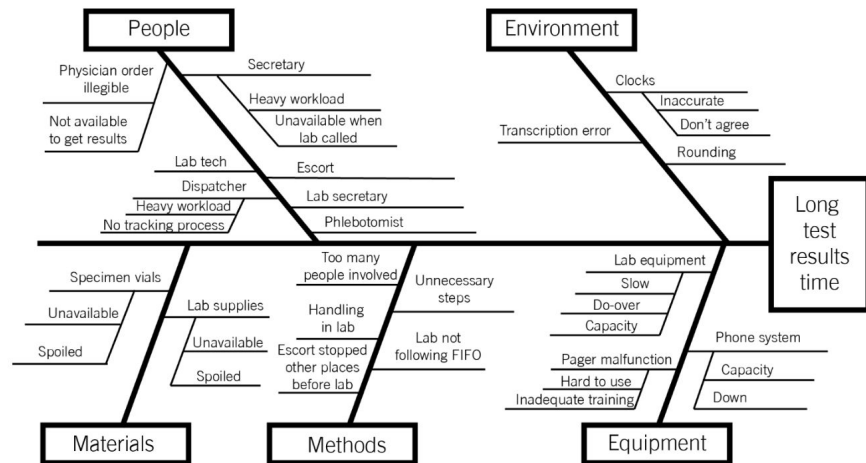 People
Environment
Physician order
illegible
Not available
to get results
Secretary
Heavy workload
Unavailable when
lab called
Lab tech
Escort
Dispatcher
Heavy workload
No tracking process
Lab secretary
Phlebotomist
Clocks
Inaccurate
Don't agree
Transcription error
Rounding
Long
test
results
time
Specimen vials
Unavailable
Spoiled
Lab supplies
Unavailable
Spoiled
Too many
people involved
Handling
in lab
Escort stopped
other places
before lab
Unnecessary
steps
Lab not
following FIFO
Lab equipment
Slow
Do-over
Capacity
Pager malfunction
Hard to use
Inadequate training
Phone system
Capacity
Down
Materials
Methods
Equipment